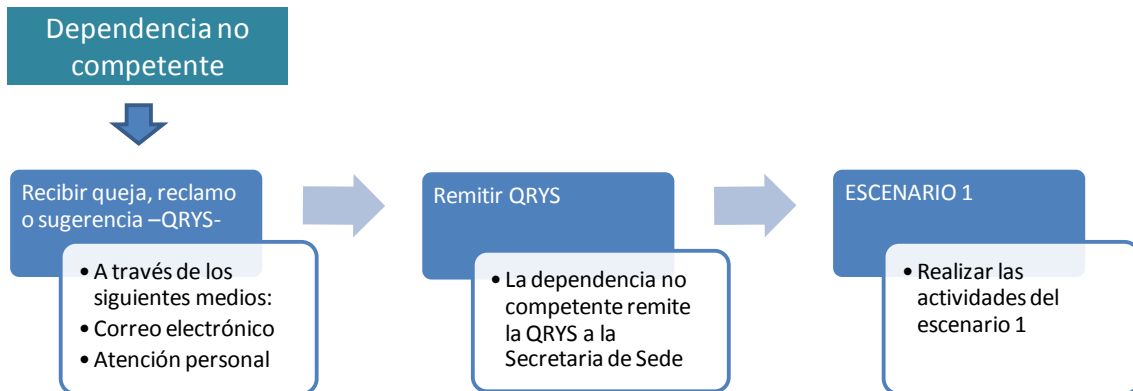 Dependencia no
competente
Recibir queja, reclamo
o sugerencia –QRYS-
• A través de los
siguientes medios:
• Correo electrónico
• Atención personal
Remitir QRYS
• La dependencia no
competente remite
la QRYS a la
Secretaria de Sede
ESCENARIO 1
• Realizar las
actividades del
escenario 1